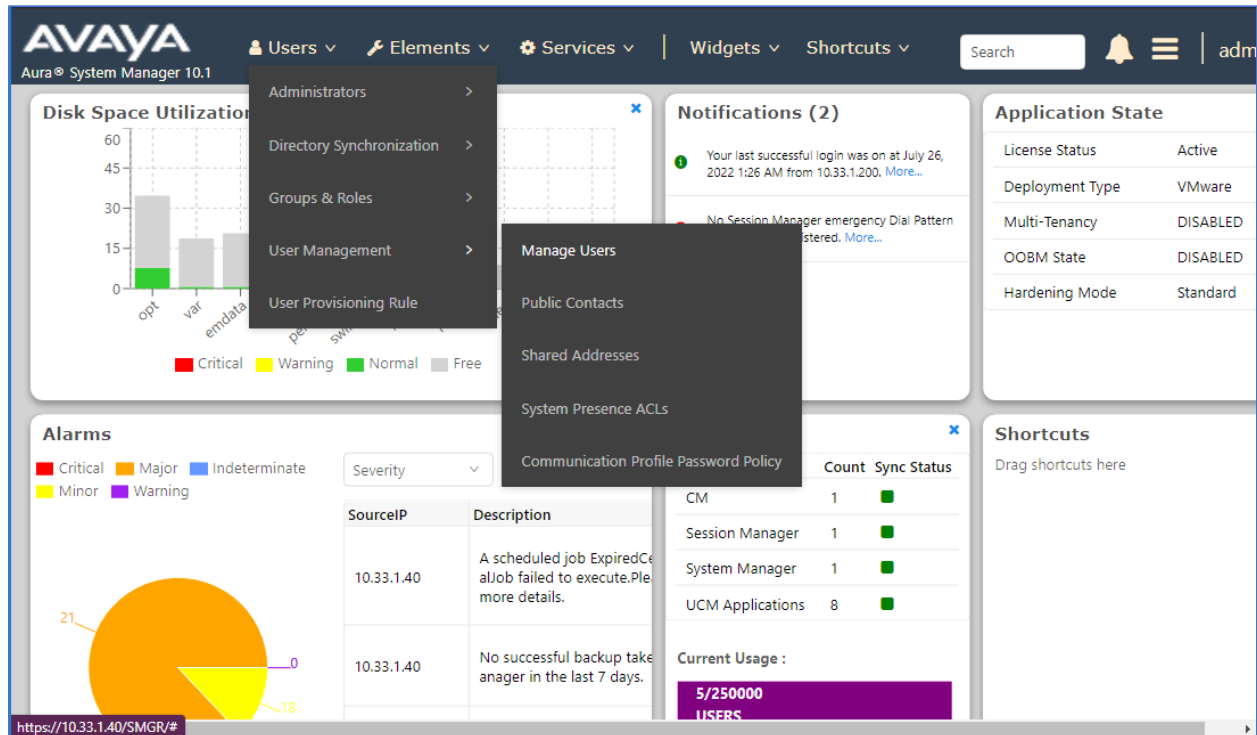 AVAYA
Aura® System Manager 10.1
Users
Elements
Services
Widgets
Shortcuts
Search
adm
Administrators
Directory Synchronization
Groups & Roles
User Management
User Provisioning Rule
Manage Users
Public Contacts
Shared Addresses
System Presence ACLs
Communication Profile Password Policy
Disk Space Utilization
60
45
30
15
0
opt
var
emdata
Critical
Warning
Normal
Free
Notifications (2)
Your last successful login was on at July 26,
2022 1:26 AM from 10.33.1.200. More...
No Session Manager emergency Dial Pattern
istered. More...
Application State
License Status Active
Deployment Type VMware
Multi-Tenancy DISABLED
OOBM State DISABLED
Hardening Mode Standard
Alarms
Critical Major Indeterminate
Minor Warning
21
0
18
Severity
SourceIP Description
10.33.1.40
A scheduled job ExpiredCe
alJob failed to execute.Ple
more details.
10.33.1.40
No successful backup take
anager in the last 7 days.
Count Sync Status
CM 1
Session Manager 1
System Manager 1
UCM Applications 8
Current Usage :
5/250000
USERS
Shortcuts
Drag shortcuts here
https://10.33.1.40/SMGR/#